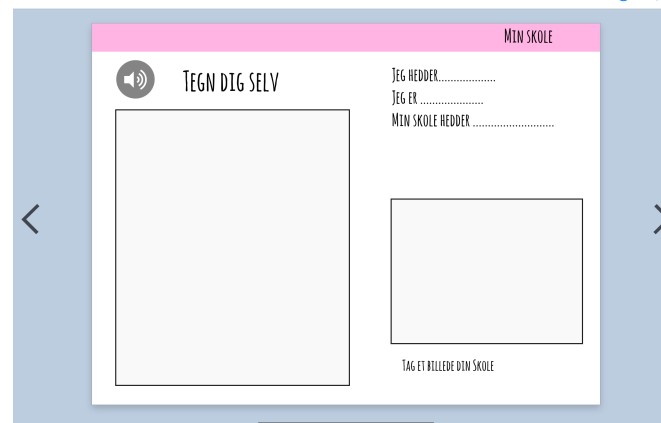 Min skole
Tegn dig selv
Jeg hedder...................
Jeg er .....................
Min skole hedder ...........................
Tag et billede din Skole